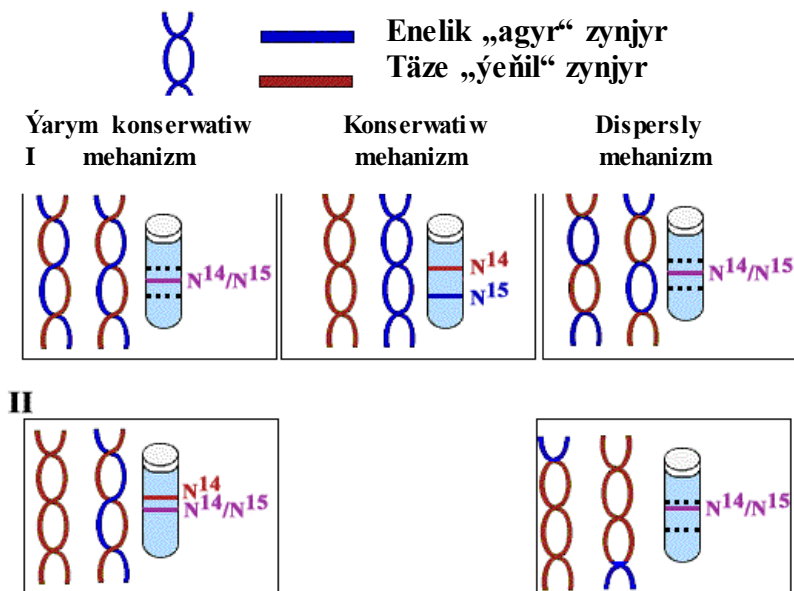 Enelik „agyr“ zynjyr
Täze „ýeňil“ zynjyr
Ýarym konserwatiw
I mehanizm
Konserwatiw
mehanizm
Dispersly
mehanizm
N14/N15
N14
N15
N14/N15
II
N14
N14/N15
N14/N15